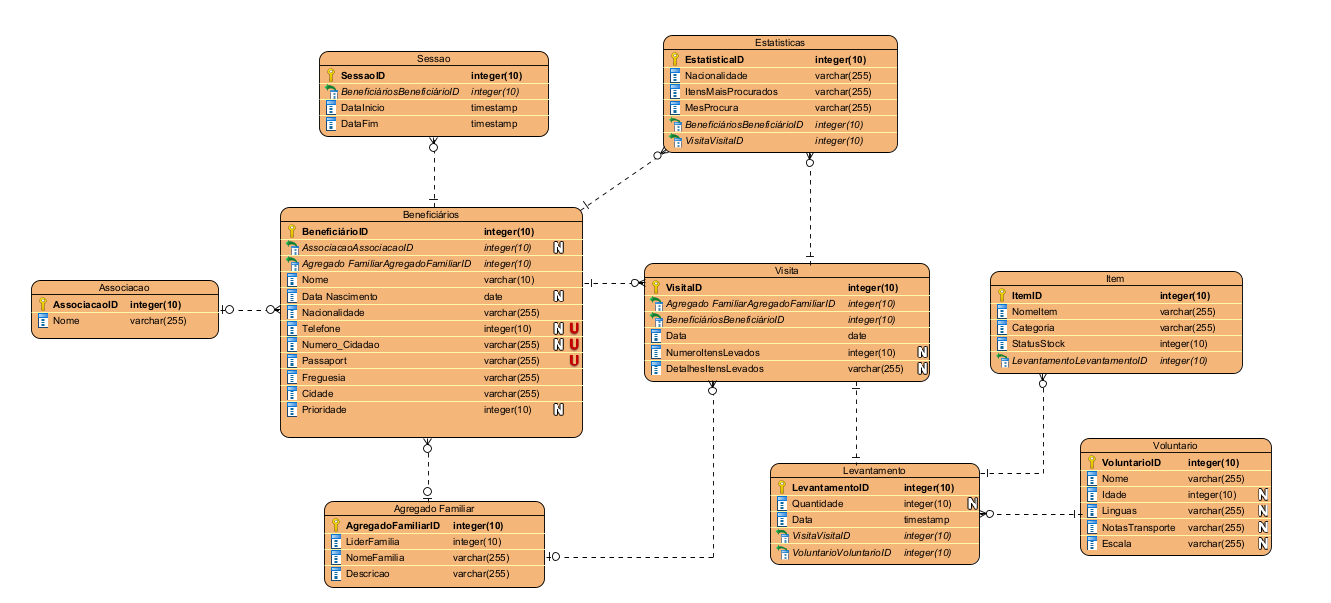 Sessao
SessaoID integer(10)
BeneficiáriosBeneficiárioID integer(10)
DataInicio timestamp
DataFim timestamp
Estatisticas
EstatisticaID integer(10)
Nacionalidade varchar(255)
ItensMaisProcurados varchar(255)
MesProcura varchar(255)
BeneficiáriosBeneficiárioID integer(10)
VisitaVisitaID integer(10)
Beneficiários
BeneficiárioID integer(10)
AssociacaoAssociacaoID integer(10) N
Agregado FamiliarAgregadoFamiliarID integer(10)
Nome varchar(10)
Data Nascimento date N
Nacionalidade varchar(255)
Telefone integer(10) N U
Numero_Cidadao varchar(255) N U
Passaport varchar(255) U
Freguesia varchar(255)
Cidade varchar(255)
Prioridade integer(10) N
Associacao
AssociacaoID integer(10)
Nome varchar(255)
Visita
VisitaID integer(10)
Agregado FamiliarAgregadoFamiliarID integer(10)
BeneficiáriosBeneficiárioID integer(10)
Data date
NumeroItensLevados integer(10) N
DetalhesItensLevados varchar(255) N
Item
ItemID integer(10)
NomeItem varchar(255)
Categoria varchar(255)
StatusStock integer(10)
LevantamentoLevantamentoID integer(10)
Agregado Familiar
AgregadoFamiliarID integer(10)
LiderFamilia integer(10)
NomeFamilia varchar(255)
Descricao varchar(255)
Levantamento
LevantamentoID integer(10)
Quantidade integer(10) N
Data timestamp
VisitaVisitaID integer(10)
VoluntarioVoluntarioID integer(10)
Voluntario
VoluntarioID integer(10)
Nome varchar(255)
Idade integer(10) N
Linguas varchar(255) N
NotasTransporte varchar(255) N
Escala varchar(255) N